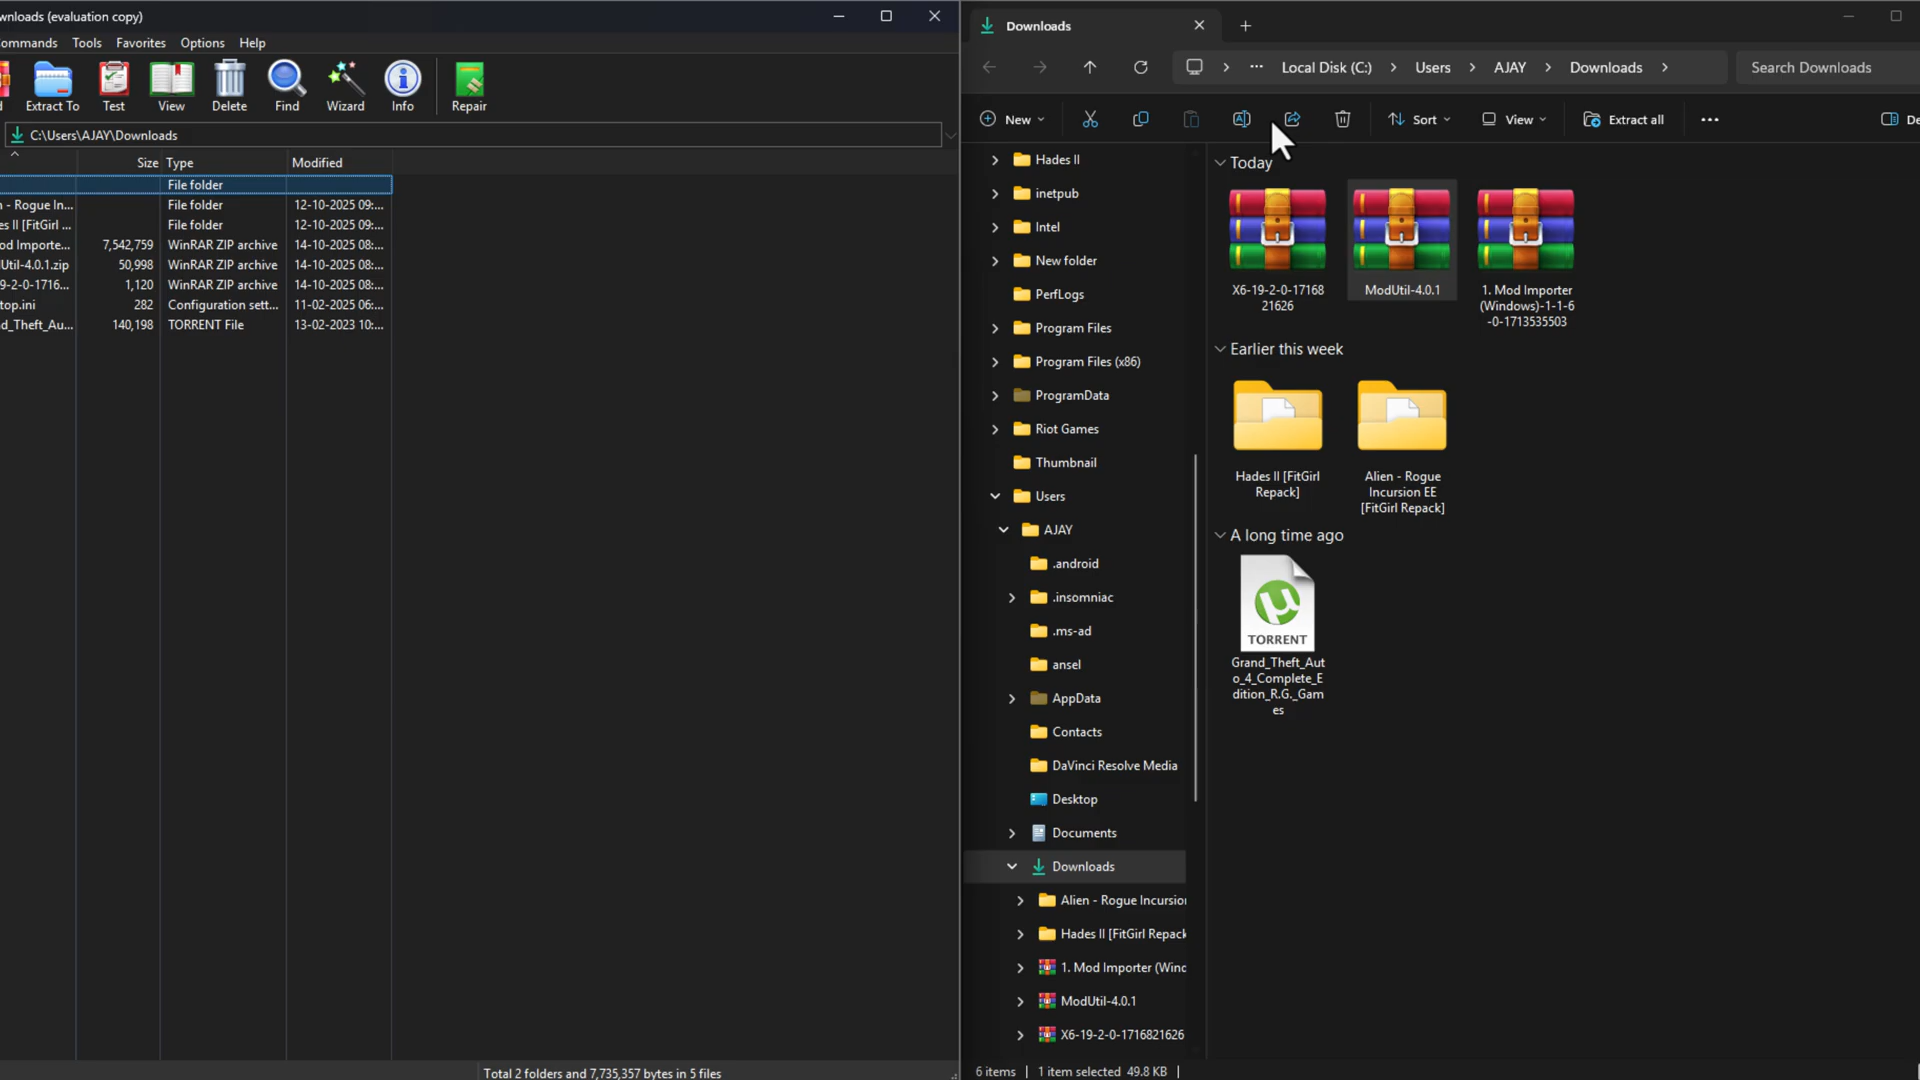 wnloads (evaluation copy)
ommands Tools Favorites Options Help
d Extract To Test View Delete Find Wizard Info Repair
C:\Users\AJAY\Downloads
Size Type Modified
File folder
n - Rogue In... File folder 12-10-2025 09:...
es II [FitGirl ... File folder 12-10-2025 09:...
od Importe... 7,542,759 WinRAR ZIP archive 14-10-2025 08:...
lUtil-4.0.1.zip 50,998 WinRAR ZIP archive 14-10-2025 08:...
9-2-0-1716... 1,120 WinRAR ZIP archive 14-10-2025 08:...
top.ini 282 Configuration sett... 11-02-2025 06:...
d_Theft_Au... 140,198 TORRENT File 13-02-2023 10:...
Total 2 folders and 7,735,357 bytes in 5 files
Downloads
... Local Disk (C:) Users AJAY Downloads Search Downloads
New Sort View Extract all ... De
Hades II
inetpub
Intel
New folder
PerfLogs
Program Files
Program Files (x86)
ProgramData
Riot Games
Thumbnail
Users
AJAY
.android
.insomniac
.ms-ad
ansel
AppData
Contacts
DaVinci Resolve Media
Desktop
Documents
Downloads
Alien - Rogue Incursion
Hades II [FitGirl Repack
1. Mod Importer (Winc
ModUtil-4.0.1
X6-19-2-0-1716821626
Today
X6-19-2-0-17168
21626
ModUtil-4.0.1
1. Mod Importer
(Windows)-1-1-6
-0-1713535503
Earlier this week
Hades II [FitGirl
Repack]
Alien - Rogue
Incursion EE
[FitGirl Repack]
A long time ago
TORRENT
Grand_Theft_Aut
o_4_Complete_E
dition_R.G._Gam
es
6 items 1 item selected 49.8 KB